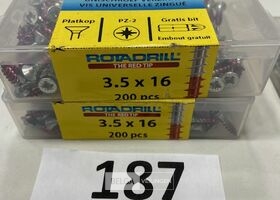 VIS UNIVERSELLE ZINGUÉ
Platkop
PZ-2
Gratis bit
Embout gratuit
ROTADRILL
THE RED TIP
3.5 x 16
200 pcs
ROTADRILL
THE RED TIP
3.5 x 16
200 pcs
187